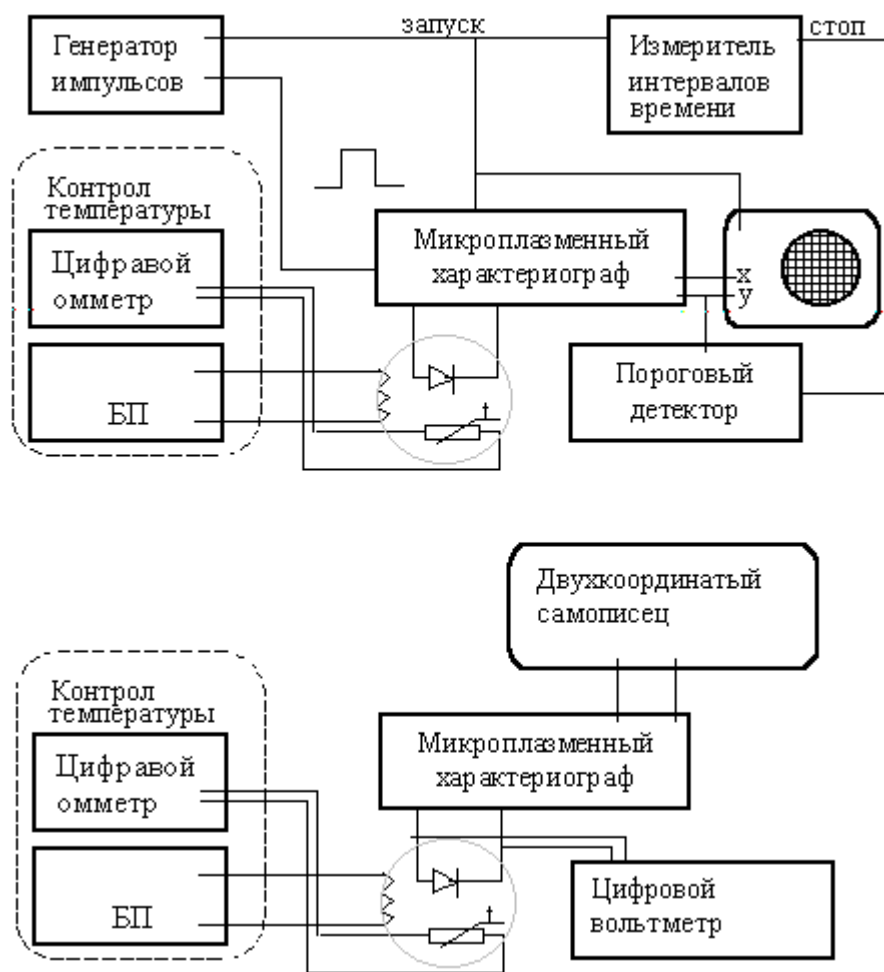 запуск
стоп
Генератор
импульсов
Измеритель
интервалов
времени
Контрол
температуры
Цифравой
омметр
БП
Микроплазменный
характериограф
x
y
Пороговый
детектор
t
Двухкоординатый
самописец
Контрол
температуры
Цифравой
омметр
БП
Микроплазменный
характериограф
t
Цифровой
вольтметр